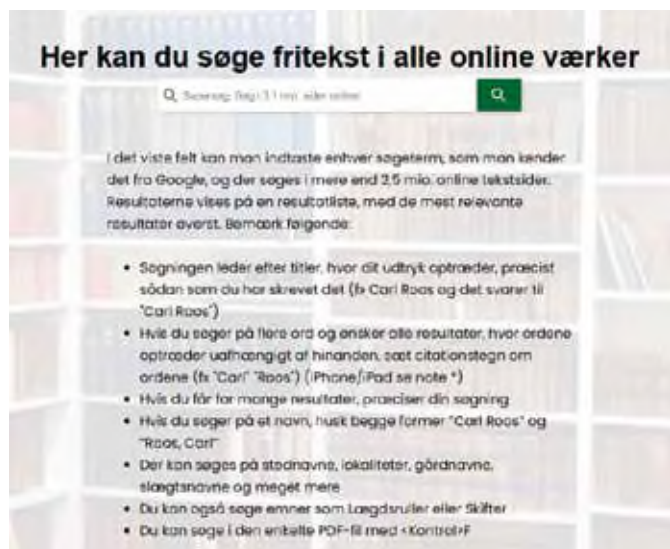 Her kan du søge fritekst i alle online værker
I det viste felt kan man indtaste enhver søgeterm, som man kender
det fra Google, og der søges i mere end 2,5 mio. online tekstsider.
Resultaterne vises på en resultatliste, med de mest relevante
resultater øverst. Bemærk følgende:
• Søgningen leder efter titler, hvor dit udtryk optræder, præcist
sådan som du har skrevet det (fx Carl Roos og det svarer til
"Carl Roos")
• Hvis du søger på flere ord og ønsker alle resultater, hvor ordene
optræder uafhængigt af hinanden, sæt citationstegn om
ordene (fx "Carl" "Roos") (iPhone/iPad se note *)
• Hvis du får for mange resultater, præciser din søgning
• Hvis du søger på et navn, husk begge former "Carl Roos" og
"Roos, Carl"
• Der kan søges på stednavne, lokaliteter, gårdnavne,
slægtsnavne og meget mere
• Du kan også søge emner som Lægdsruller eller Skifter
• Du kan søge i den enkelte PDF-fil med <Kontrol>F